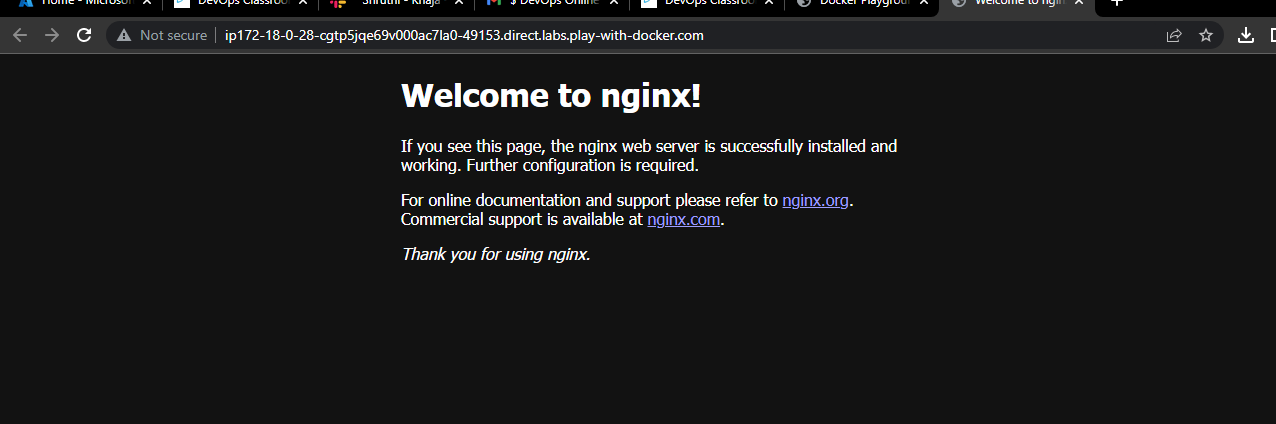 Home - Microsof
DevOps Classroo
Shruthi - Khaja
$ DevOps Online
DevOps Classroo
Docker Playgrou
Welcome to ngin
Not secure
ip172-18-0-28-cgtp5jqe69v000ac7la0-49153.direct.labs.play-with-docker.com
Welcome to nginx!
If you see this page, the nginx web server is successfully installed and
working. Further configuration is required.
For online documentation and support please refer to nginx.org.
Commercial support is available at nginx.com.
Thank you for using nginx.